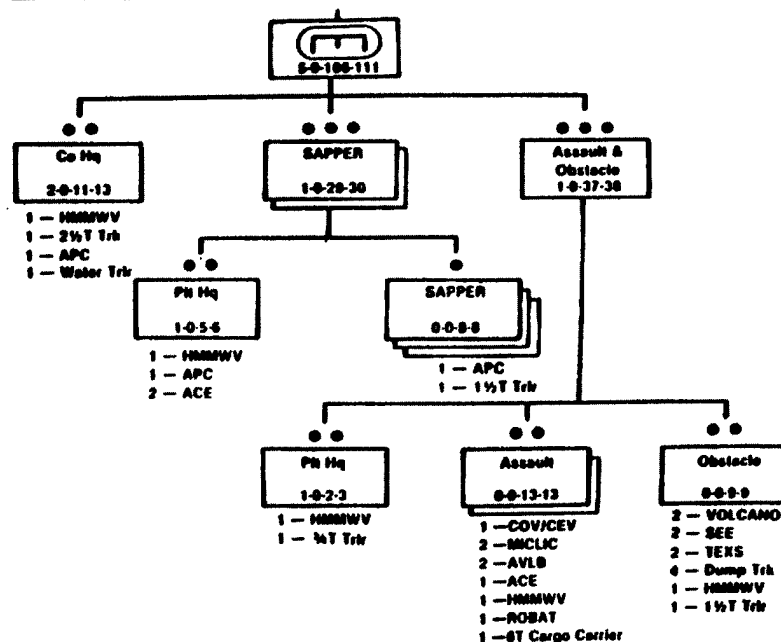 5-0-106-111
Co Hq
2-0-11-13
1 — HMMWV
1 — 2½T Trk
1 — APC
1 — Water Trlr
SAPPER
1-0-29-30
Assault &
Obstacle
1-0-37-38
Plt Hq
1-0-5-6
1 — HMMWV
1 — APC
2 — ACE
SAPPER
0-0-8-8
1 — APC
1 — 1½T Trlr
Plt Hq
1-0-2-3
1 — HMMWV
1 — ¾T Trlr
Assault
0-0-13-13
1 —COV/CEV
2 —MICLIC
2 —AVLB
1 —ACE
1 —HMMWV
1 —ROBAT
1 —6T Cargo Carrier
Obstacle
0-0-9-9
2 — VOLCANO
2 — SEE
2 — TEXS
4 — Dump Trk
1 — HMMWV
1 — 1½T Trlr